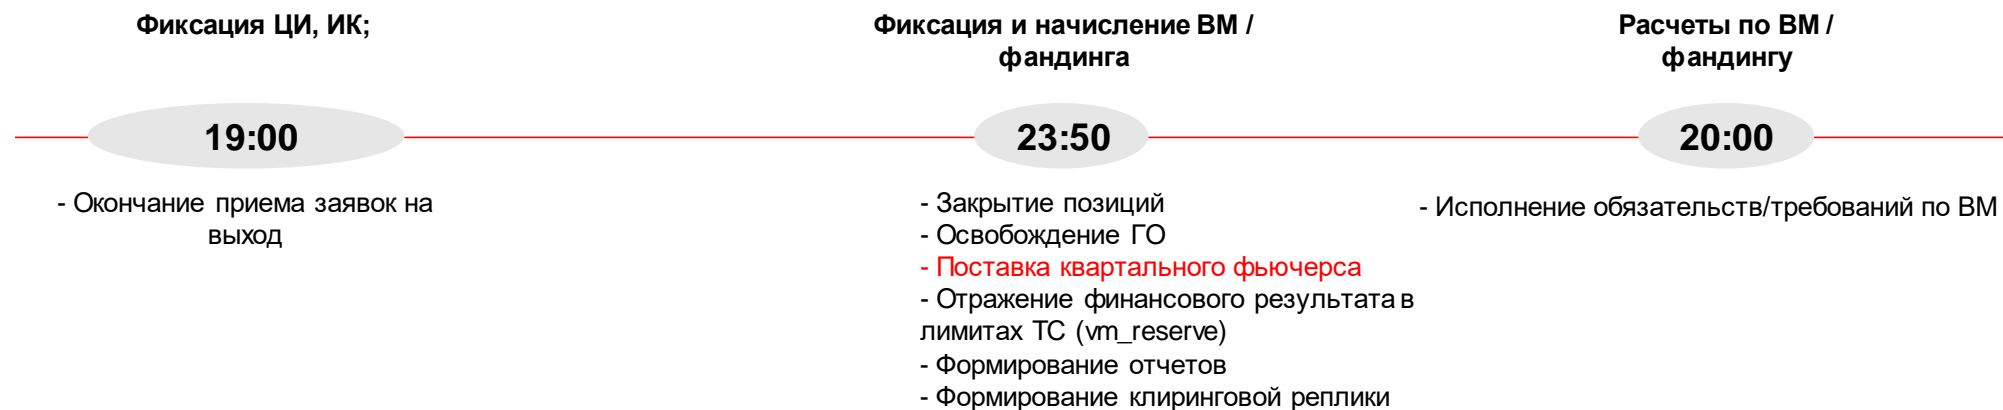 Фиксация ЦИ, ИК;
19:00
- Окончание приема заявок на
выход
Фиксация и начисление ВМ /
фандинга
23:50
- Закрытие позиций
- Освобождение ГО
- Поставка квартального фьючерса
- Отражение финансового результата в
лимитах ТС (vm_reserve)
- Формирование отчетов
- Формирование клиринговой реплики
Расчеты по ВМ /
фандингу
20:00
- Исполнение обязательств/требований по ВМ